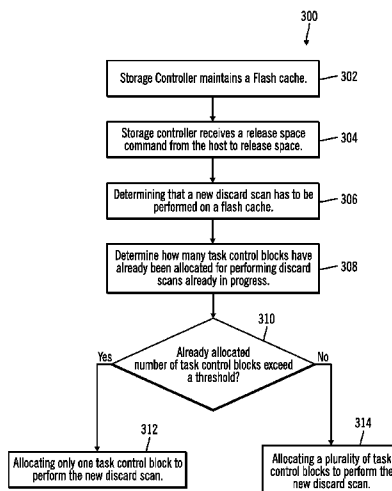 300
Storage Controller maintains a Flash cache.
302
Storage controller receives a release space
command from the host to release space.
304
Determining that a new discard scan has to be
performed on a flash cache.
306
Determine how many task control blocks have
already been allocated for performing discard
scans already in progress.
308
310
Already allocated
number of task control blocks exceed
a threshold?
Yes
No
312
Allocating only one task control block to
perform the new discard scan.
314
Allocating a plurality of task
control blocks to perform the
new discard scan.